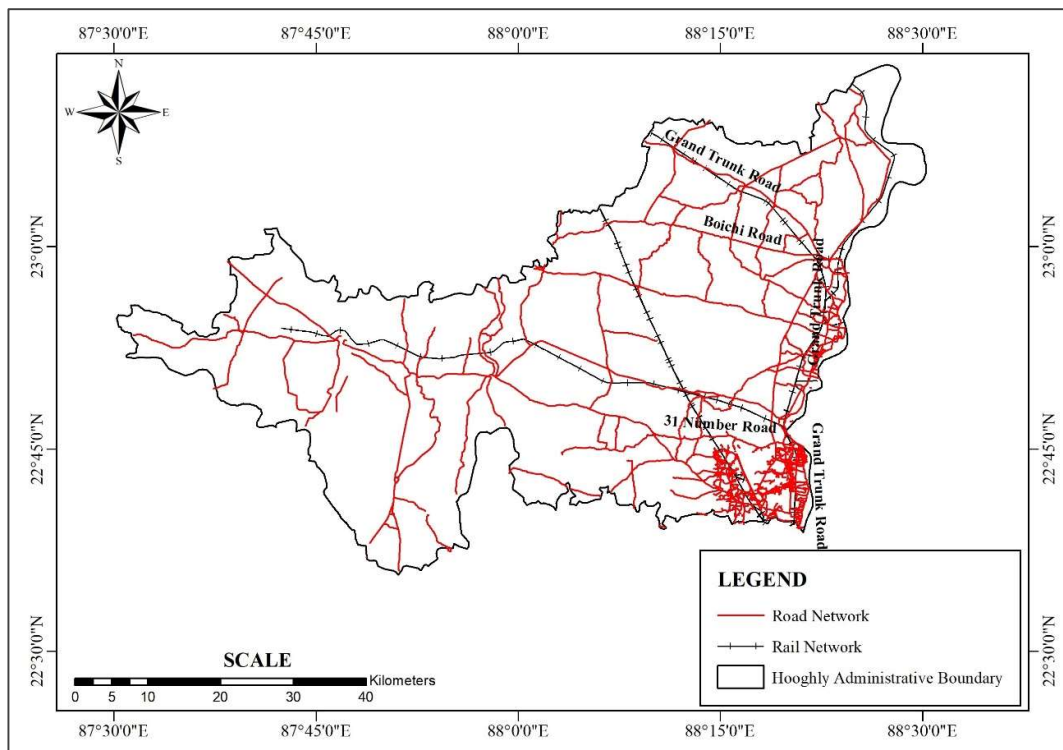 87°30'0"E 87°45'0"E 88°0'0"E 88°15'0"E 88°30'0"E
N
W E
S
Grand Trunk Road
Boichi Road
Grand Trunk Road
31 Number Road
Grand Trunk Road
23°0'0"N 23°0'0"N
22°45'0"N 22°45'0"N
22°30'0"N 22°30'0"N
LEGEND
Road Network
Rail Network
Hooghly Administrative Boundary
SCALE
Kilometers
0 5 10 20 30 40
87°30'0"E 87°45'0"E 88°0'0"E 88°15'0"E 88°30'0"E